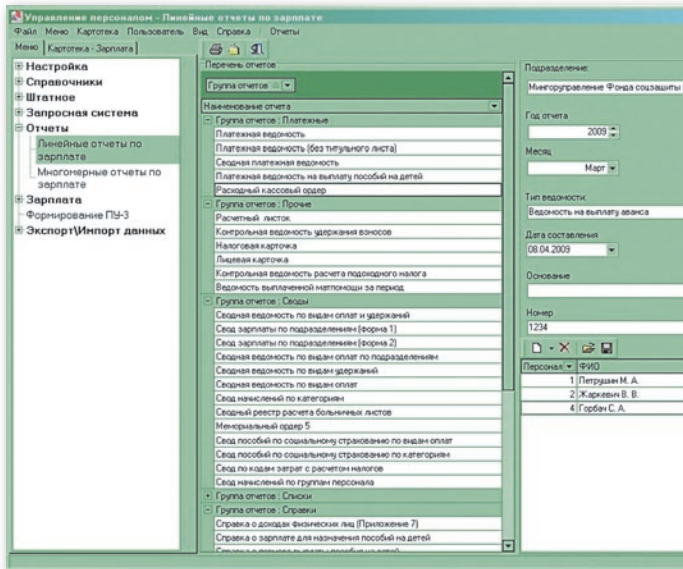 Управление персоналом - Линейные отчеты по зарплате
Файл Меню Картотека Пользователь Вид Справка Отчеты
Меню Картотека - Зарплата
Настройка
Справочники
Штатное
Запросная система
Отчеты
Линейные отчеты по
зарплате
Многомерные отчеты по
зарплате
Зарплата
Формирование ПУ-3
Экспорт\Импорт данных
Перечень отчетов
Группа отчетов
Наименование отчета
Группа отчетов : Платежные
Платежная ведомость
Платежная ведомость (без титульного листа)
Сводная платежная ведомость
Платежная ведомость на выплату пособий на детей
Расходный кассовый ордер
Группа отчетов : Прочие
Расчетный листок
Контрольная ведомость удержания взносов
Налоговая карточка
Лицевая карточка
Контрольная ведомость расчета подоходного налога
Ведомость выплаченной матпомощи за период
Группа отчетов : Своды
Сводная ведомость по видам оплат и удержаний
Свод зарплаты по подразделениям (форма 1)
Свод зарплаты по подразделениям (форма 2)
Сводная ведомость по видам оплат по подразделениям
Сводная ведомость по видам удержаний
Сводная ведомость по видам оплат
Свод начислений по категориям
Сводный реестр расчета больничных листов
Мемориальный ордер 5
Свод пособий по социальному страхованию по видам оплат
Свод пособий по социальному страхованию по категориям
Свод по кодам затрат с расчетом налогов
Свод начислений по группам персонала
Группа отчетов : Списки
Группа отчетов : Справки
Справка о доходах физических лиц (Приложение 7)
Справка о зарплате для назначения пособий на детей
Справка о периоде выплаты пособия на детей
Подразделение:
Мингоруправление Фонда соцзащиты
Год отчета
2009
Месяц
Март
Тип ведомости:
Ведомость на выплату аванса
Дата составления
08.04.2009
Основание
Номер
1234
Персонал ФИО
1 Петрушин М. А.
2 Жаркевич В. В.
4 Горбач С. А.